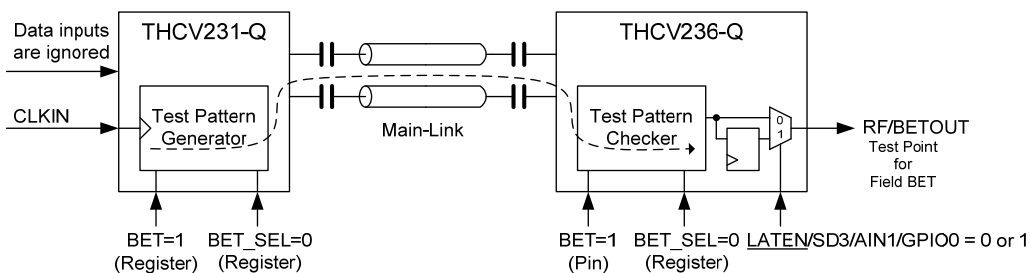 Data inputs
are ignored
CLKIN
THCV231-Q
Test Pattern
Generator
Main-Link
THCV236-Q
Test Pattern
Checker
0
1
RF/BETOUT
Test Point
for
Field BET
BET=1
(Register)
BET_SEL=0
(Register)
BET=1
(Pin)
BET_SEL=0
(Register)
LATEN/SD3/AIN1/GPIO0 = 0 or 1